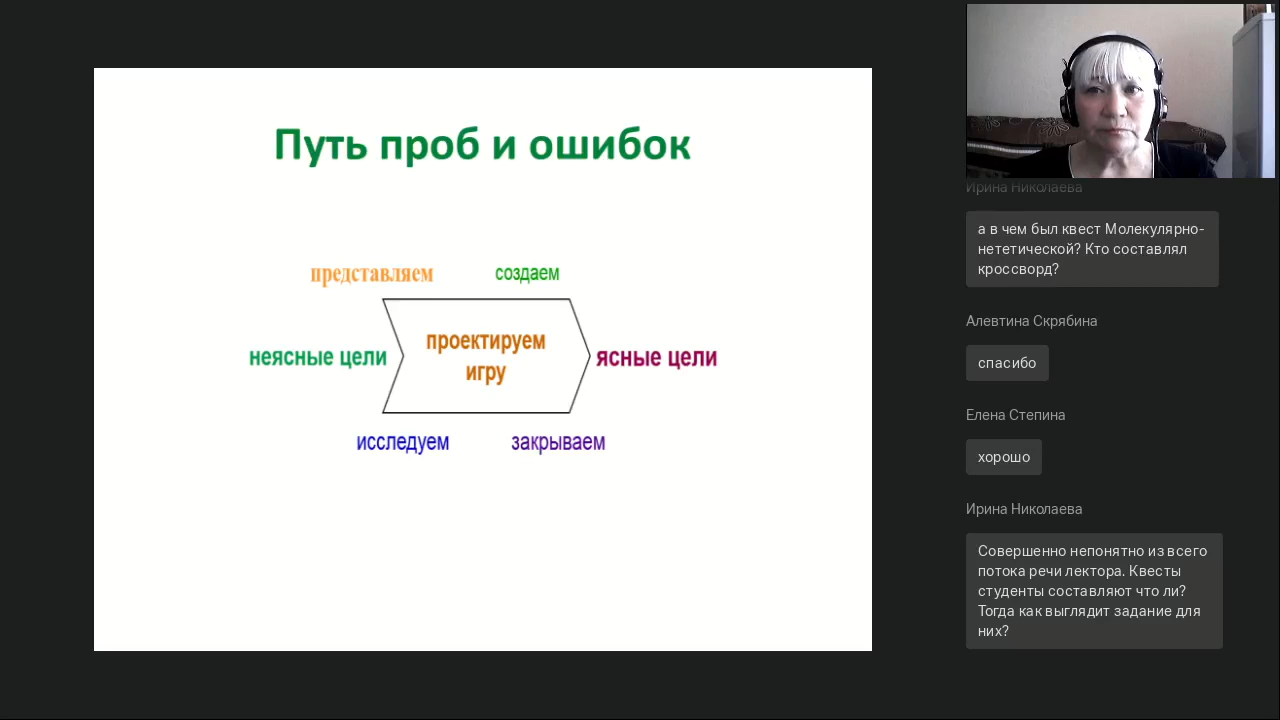 Путь проб и ошибок
представляем
создаем
неясные цели
проектируем
игру
ясные цели
исследуем
закрываем
Ирина Николаева
а в чем был квест Молекулярно-
нететической? Кто составлял
кроссворд?
Алевтина Скрябина
спасибо
Елена Степина
хорошо
Ирина Николаева
Совершенно непонятно из всего
потока речи лектора. Квесты
студенты составляют что ли?
Тогда как выглядит задание для
них?